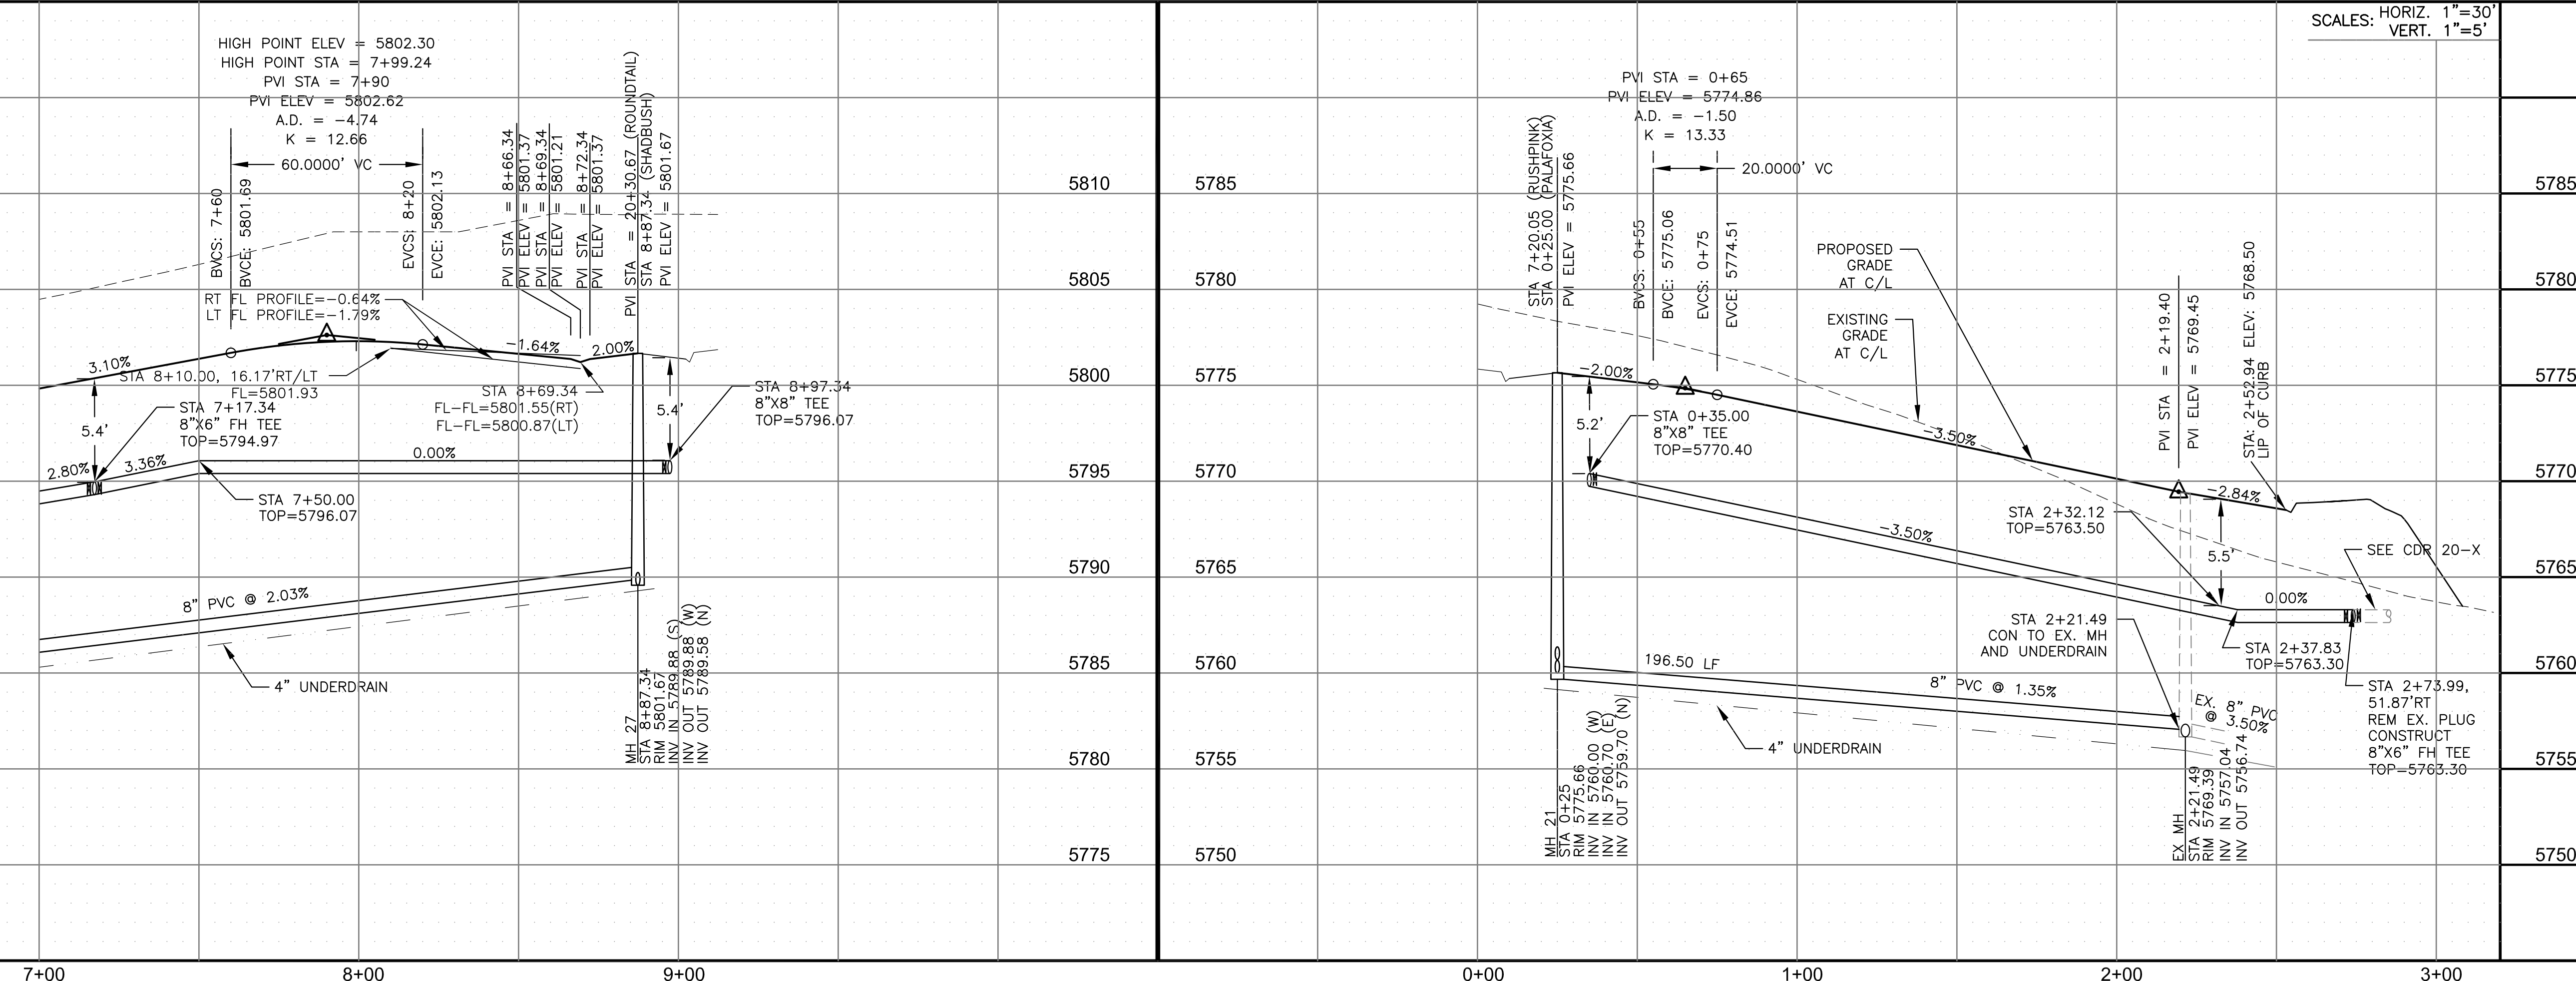 SCALES: HORIZ. 1"=30'
VERT. 1"=5'
HIGH POINT ELEV = 5802.30
HIGH POINT STA = 7+99.24
PVI STA = 7+90
PVI ELEV = 5802.62
A.D. = -4.74
K = 12.66
60.0000' VC
BVCS: 7+60
BVCE: 5801.69
EVCS: 8+20
EVCE: 5802.13
PVI STA = 8+66.34
PVI ELEV = 5801.37
PVI STA = 8+69.34
PVI ELEV = 5801.21
PVI STA = 8+72.34
PVI ELEV = 5801.37
PVI STA = 20+30.67 (ROUNDTAIL)
STA 8+87.34 (SHADBUSH)
PVI ELEV = 5801.67
RT FL PROFILE=-0.64%
LT FL PROFILE=-1.79%
3.10%
-1.64%
2.00%
STA 8+10.00, 16.17'RT/LT
FL=5801.93
STA 8+69.34
FL-FL=5801.55(RT)
FL-FL=5800.87(LT)
STA 7+17.34
8"X6" FH TEE
TOP=5794.97
5.4'
5.4'
STA 8+97.34
8"X8" TEE
TOP=5796.07
2.80%
3.36%
0.00%
STA 7+50.00
TOP=5796.07
8" PVC @ 2.03%
4" UNDERDRAIN
MH 27
STA 8+87.34
RIM 5801.67
INV IN 5789.88 (S)
INV OUT 5789.88 (W)
INV OUT 5789.58 (N)
5810
5805
5800
5795
5790
5785
5780
5775
7+00
8+00
9+00
5785
5780
5775
5770
5765
5760
5755
5750
PVI STA = 0+65
PVI ELEV = 5774.86
A.D. = -1.50
K = 13.33
20.0000' VC
STA 7+20.05 (RUSHPINK)
STA 0+25.00 (PALAFOXIA)
PVI ELEV = 5775.66
BVCS: 0+55
BVCE: 5775.06
EVCS: 0+75
EVCE: 5774.51
PROPOSED
GRADE
AT C/L
EXISTING
GRADE
AT C/L
PVI STA = 2+19.40
PVI ELEV = 5769.45
STA: 2+52.94 ELEV: 5768.50
LIP OF CURB
-2.00%
5.2'
STA 0+35.00
8"X8" TEE
TOP=5770.40
-3.50%
-2.84%
-3.50%
STA 2+32.12
TOP=5763.50
5.5'
SEE CDR 20-X
0.00%
STA 2+21.49
CON TO EX. MH
AND UNDERDRAIN
STA 2+37.83
TOP=5763.30
STA 2+73.99,
51.87'RT
REM EX. PLUG
CONSTRUCT
8"X6" FH TEE
TOP=5763.30
196.50 LF
8" PVC @ 1.35%
EX. 8" PVC
@ 3.50%
4" UNDERDRAIN
MH 21
STA 0+25
RIM 5775.66
INV IN 5760.00 (W)
INV IN 5760.70 (E)
INV OUT 5759.70 (N)
EX MH
STA 2+21.49
RIM 5769.39
INV IN 5757.04
INV OUT 5756.74
5785
5780
5775
5770
5765
5760
5755
5750
0+00
1+00
2+00
3+00